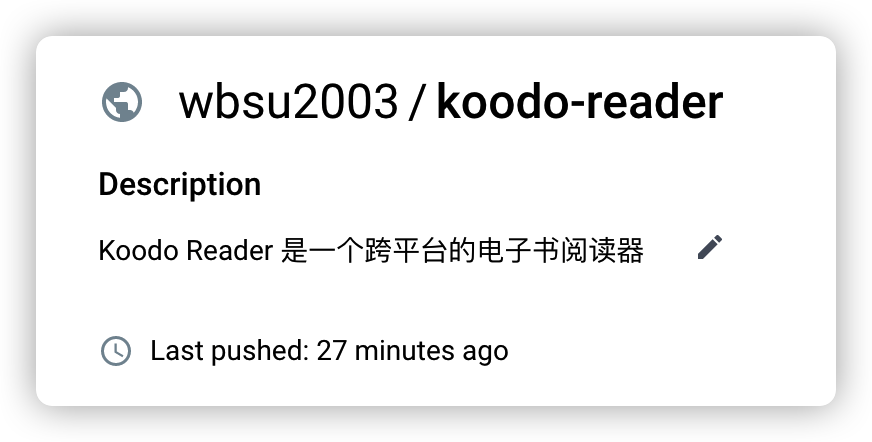 wbsu2003 / koodo-reader
Description
Koodo Reader 是一个跨平台的电子书阅读器
Last pushed: 27 minutes ago